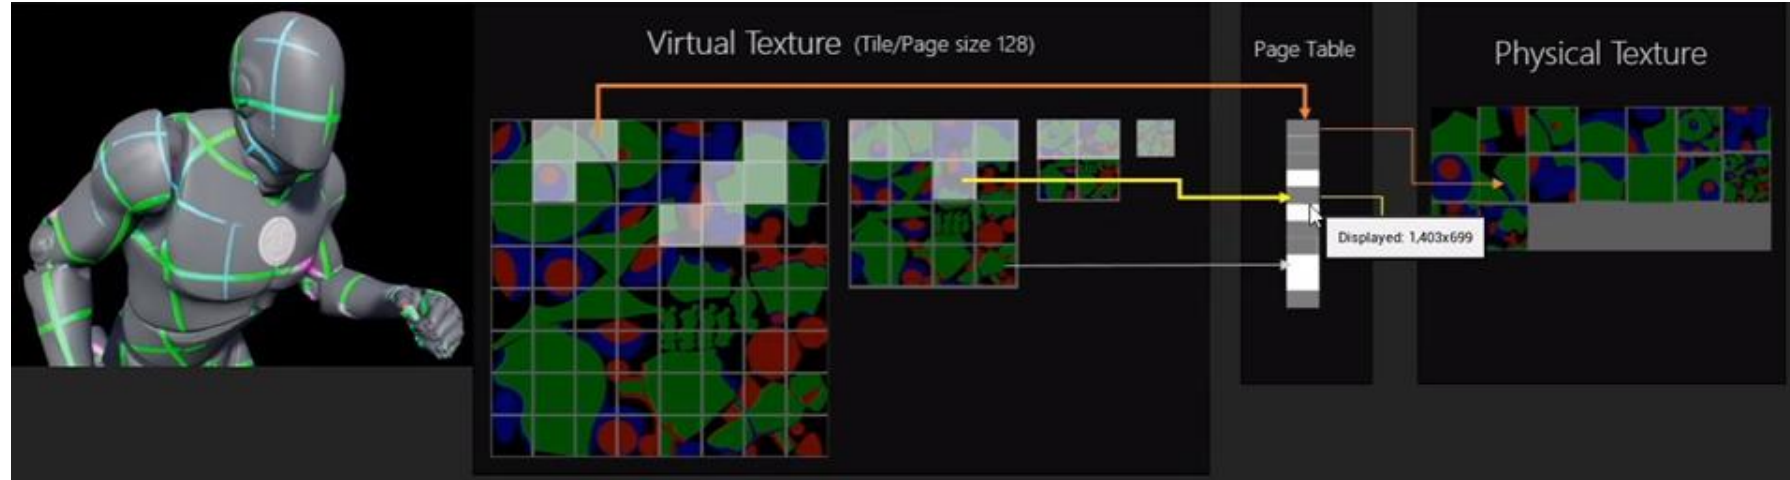 Virtual Texture (Tile/Page size 128)
Page Table
Physical Texture
Displayed: 1,403x699